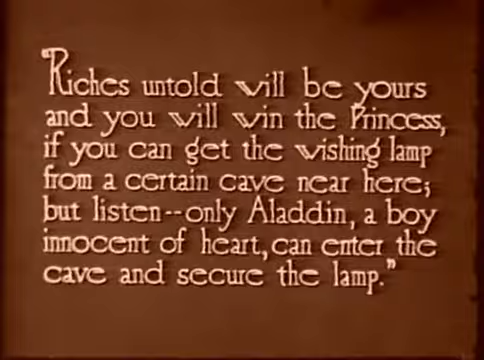 "Riches untold will be yours
and you will win the Princess,
if you can get the wishing lamp
from a certain cave near here;
but listen--only Aladdin, a boy
innocent of heart, can enter the
cave and secure the lamp."